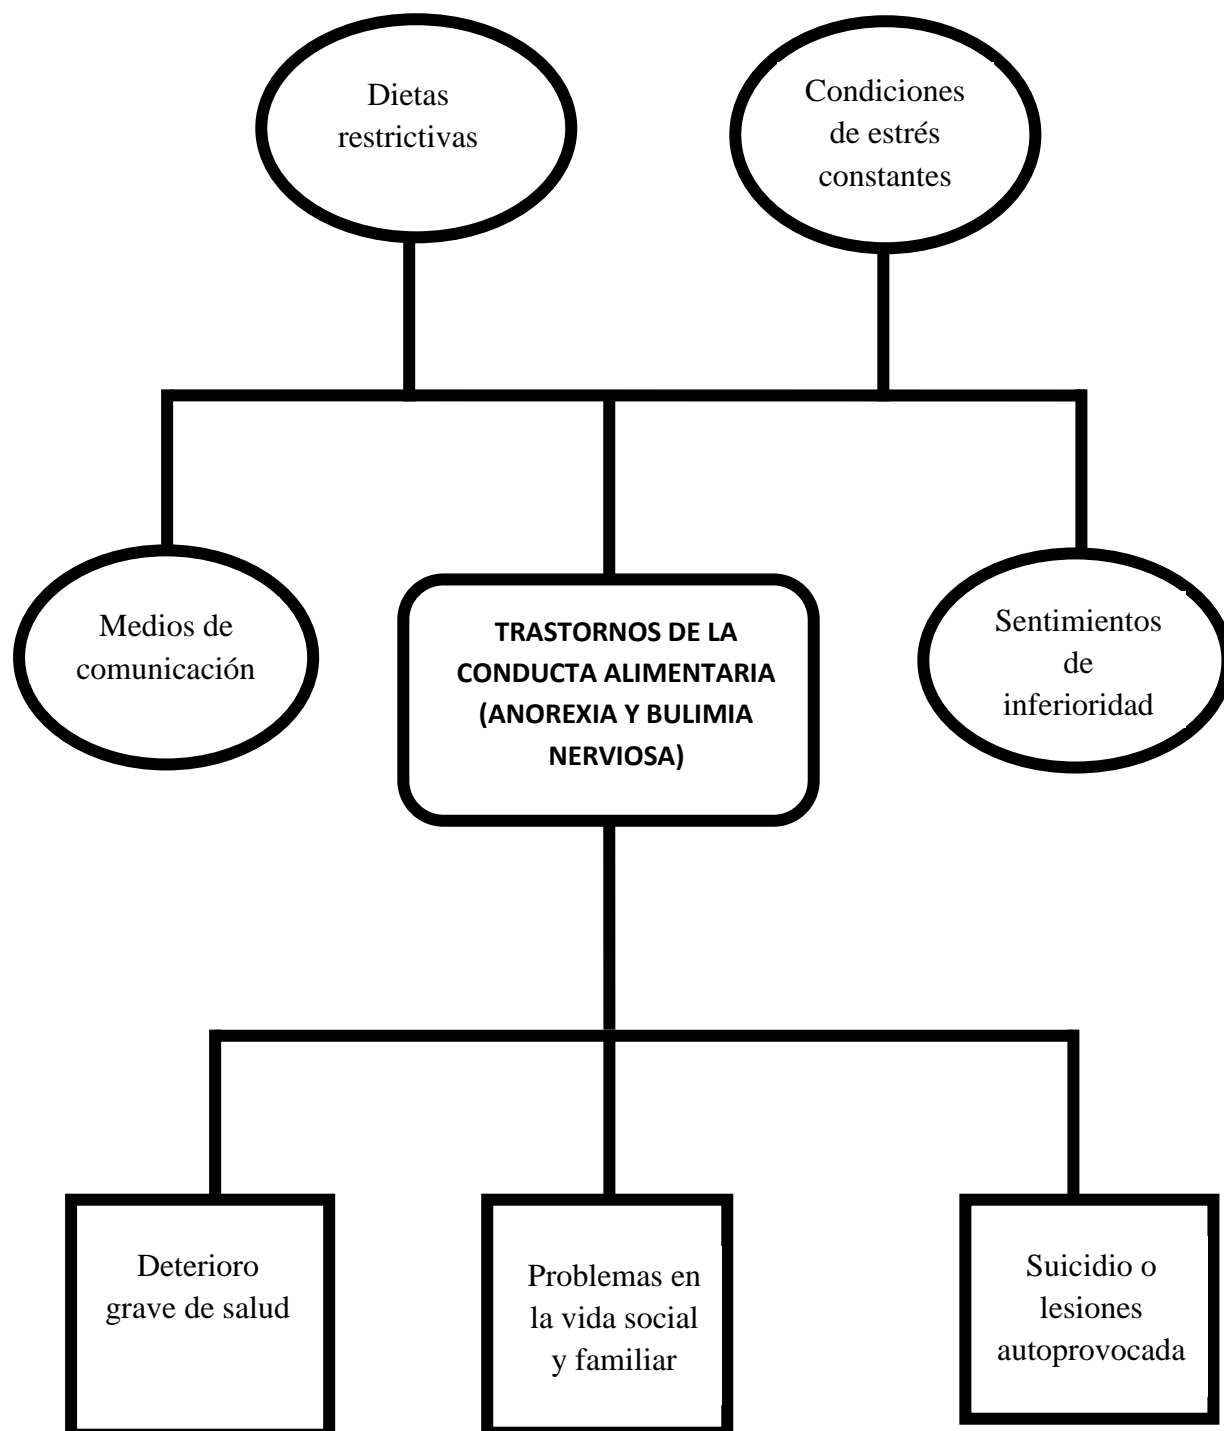 Dietas
restrictivas
Condiciones
de estrés
constantes
Medios de
comunicación
TRASTORNOS DE LA
CONDUCTA ALIMENTARIA
(ANOREXIA Y BULIMIA
NERVIOSA)
Sentimientos
de
inferioridad
Deterioro
grave de salud
Problemas en
la vida social
y familiar
Suicidio o
lesiones
autoprovocada